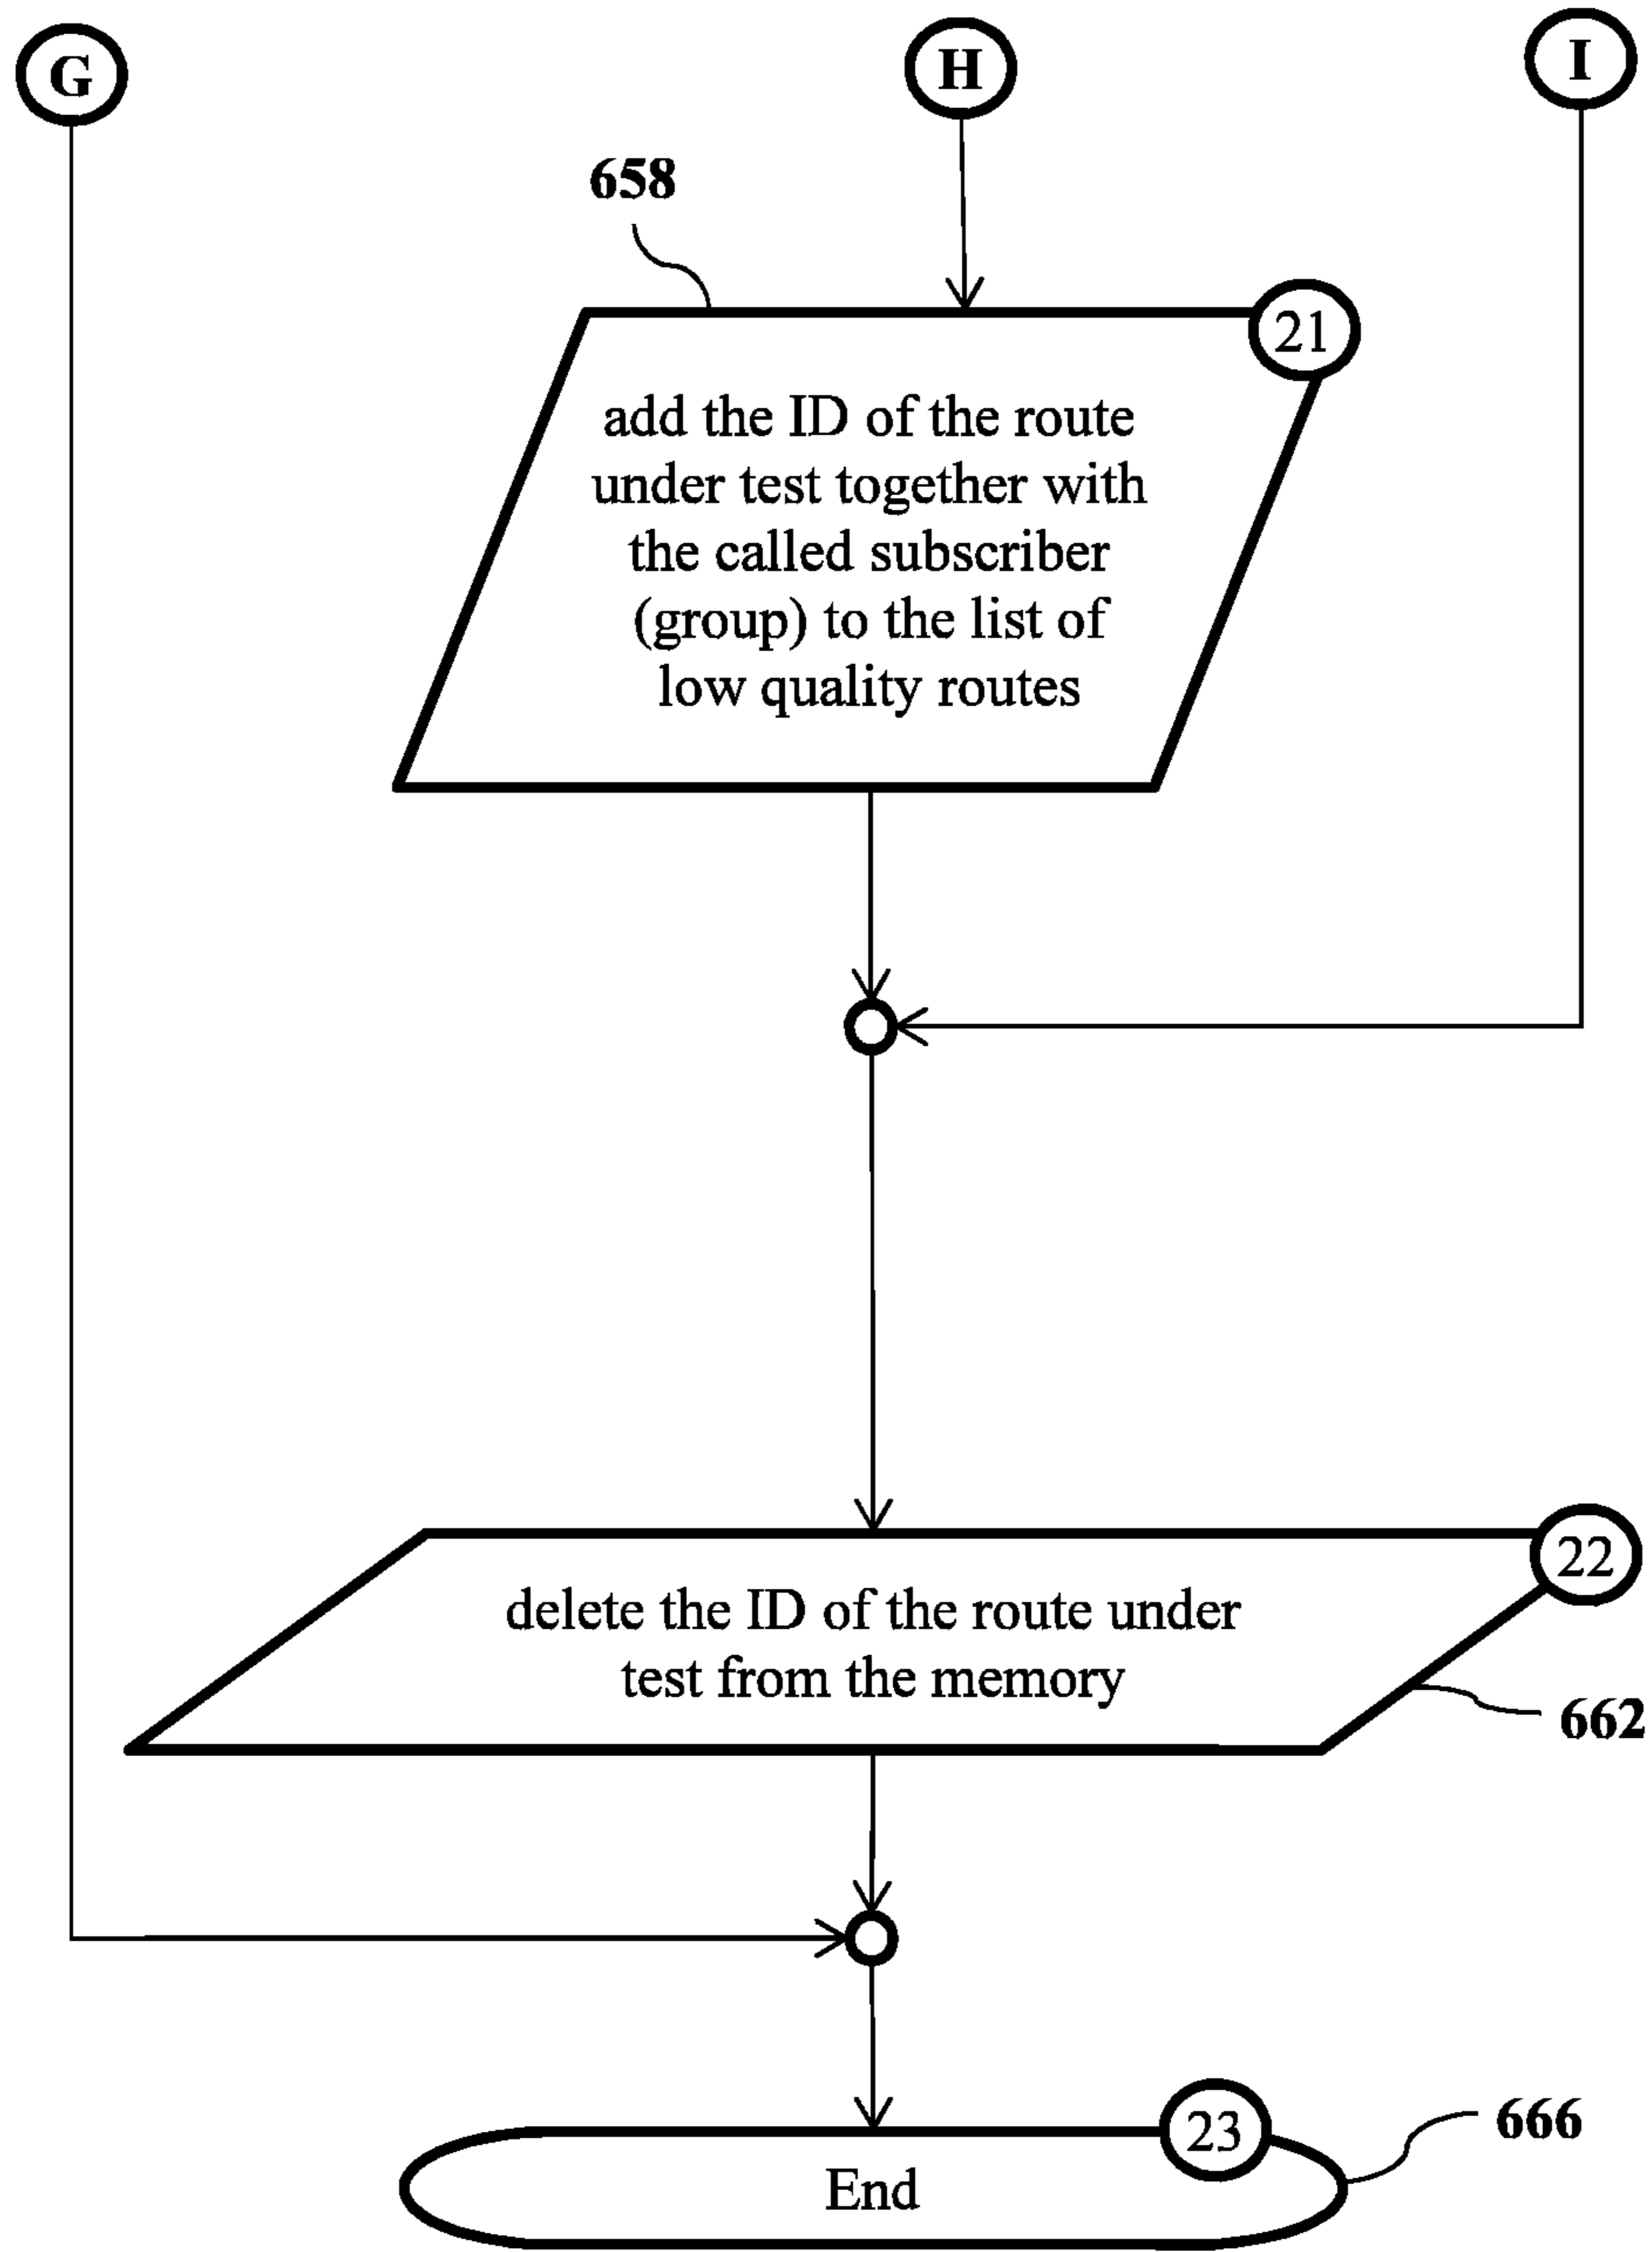 G
H
I
658
21
add the ID of the route
under test together with
the called subscriber
(group) to the list of
low quality routes
22
delete the ID of the route under
test from the memory
662
23
666
End